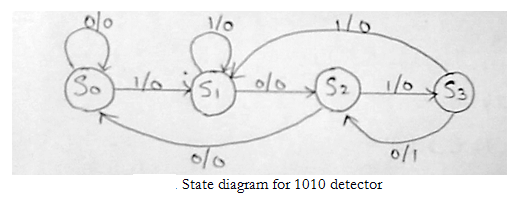 0/0 1/0 1/0
S0 1/0 S1 0/0 S2 1/0 S3
0/0 0/1
. State diagram for 1010 detector